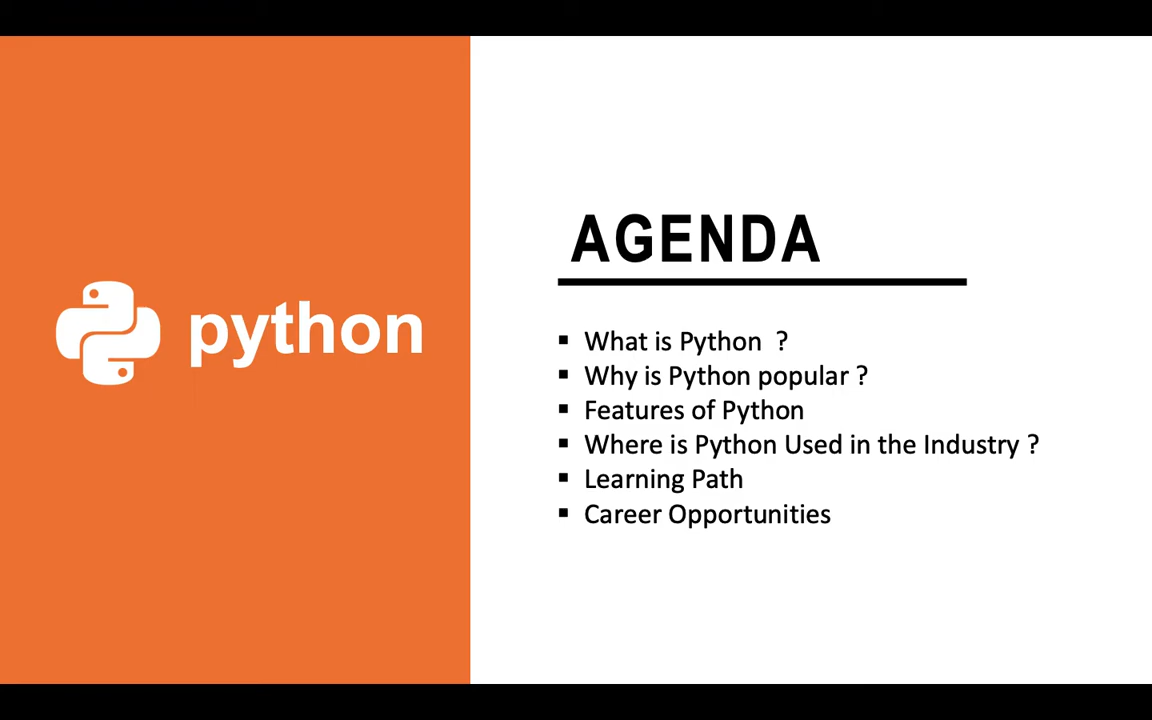 python
AGENDA
▪ What is Python  ?
▪ Why is Python popular ?
▪ Features of Python
▪ Where is Python Used in the Industry ?
▪ Learning Path
▪ Career Opportunities